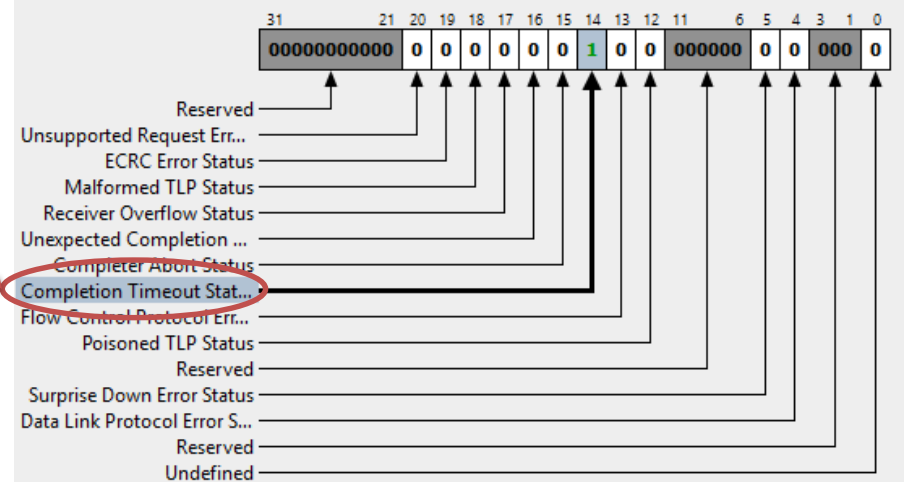 31 21 20 19 18 17 16 15 14 13 12 11 6 5 4 3 1 0
00000000000 0 0 0 0 0 0 1 0 0 000000 0 0 000 0
Reserved
Unsupported Request Err...
ECRC Error Status
Malformed TLP Status
Receiver Overflow Status
Unexpected Completion ...
Completer Abort Status
Completion Timeout Stat...
Flow Control Protocol Err...
Poisoned TLP Status
Reserved
Surprise Down Error Status
Data Link Protocol Error S...
Reserved
Undefined